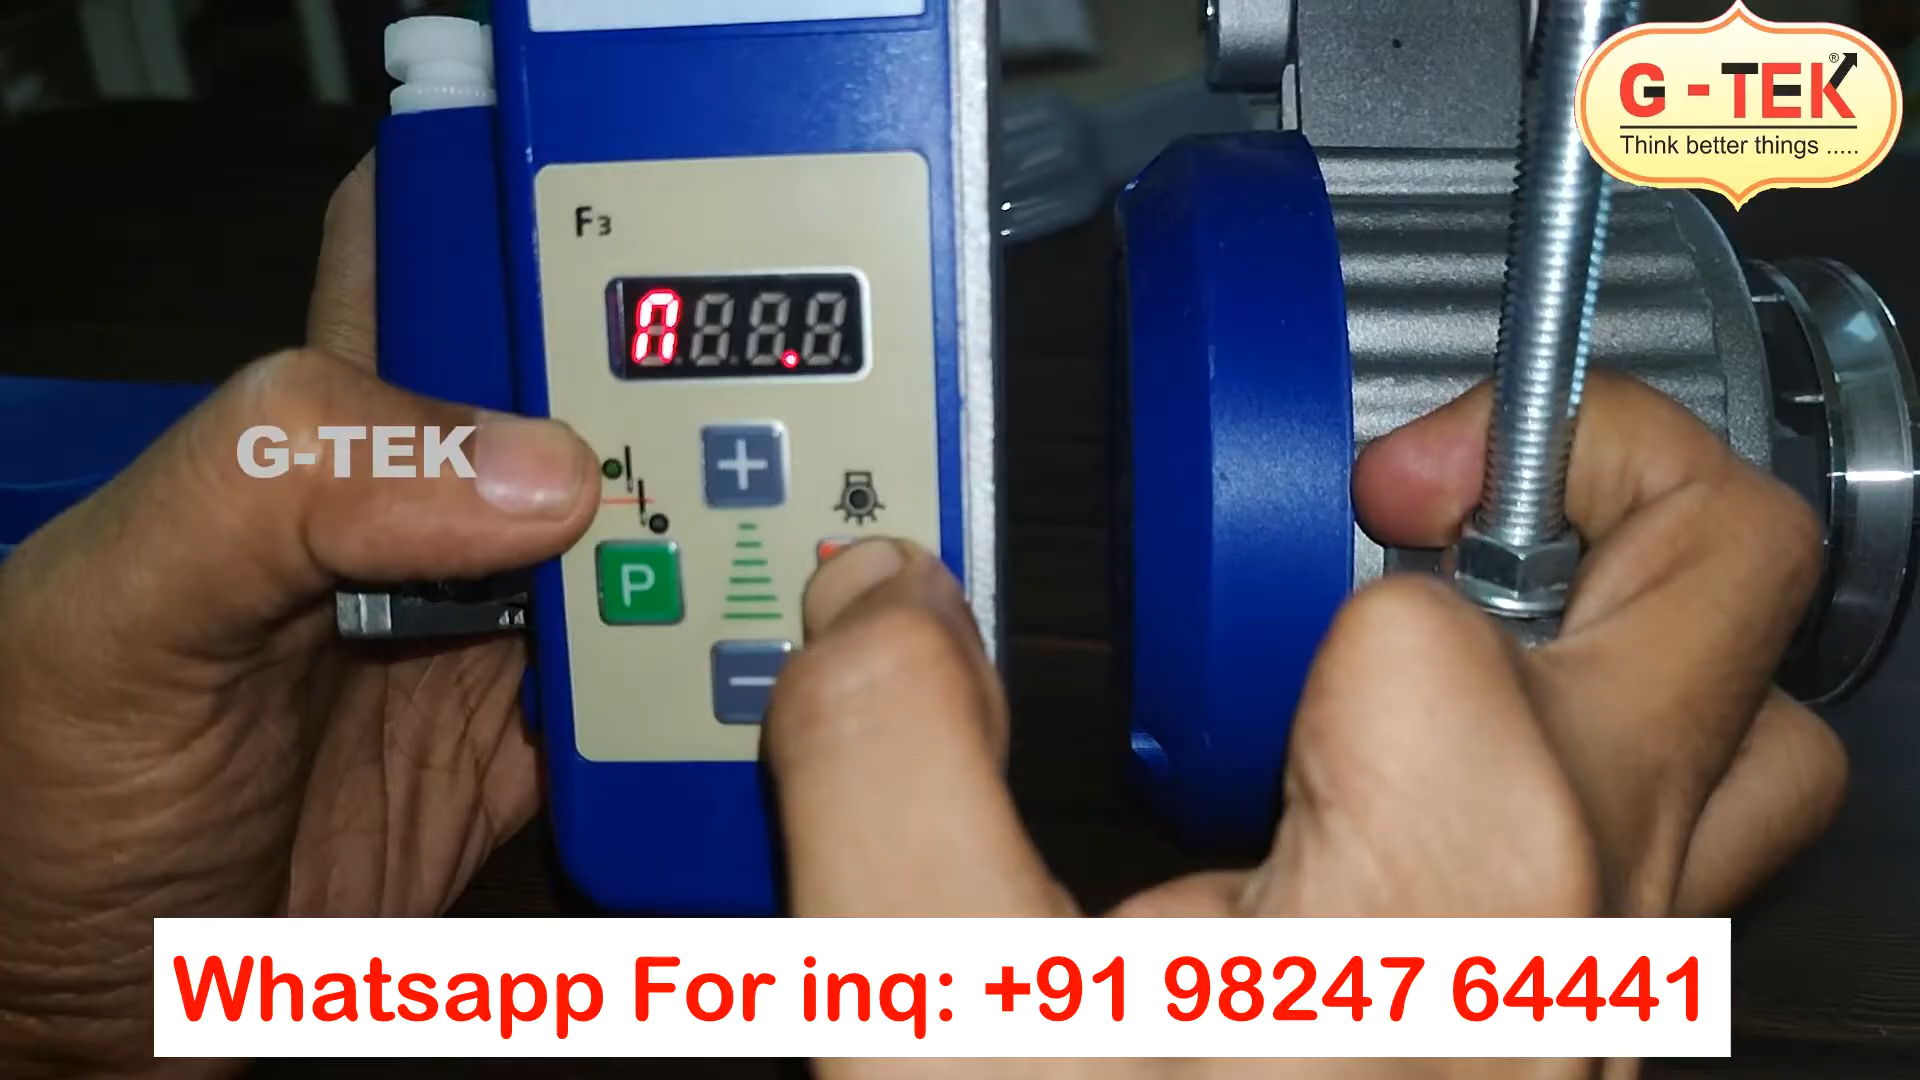 G-TEK®
Think better things .....
F3
G-TEK
+
P
−
Whatsapp For inq: +91 98247 64441